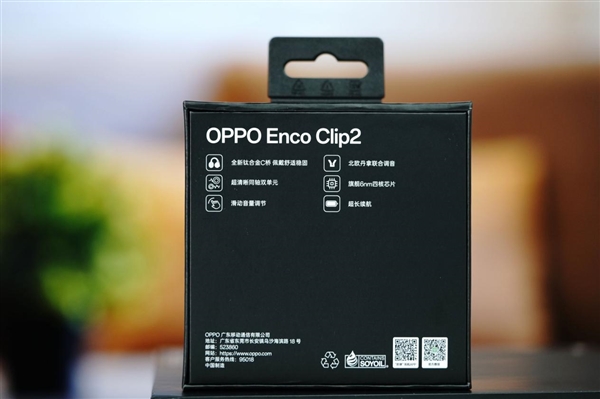 OPPO Enco Clip2
全新钛合金C桥 佩戴舒适稳固
北欧丹拿联合调音
超清晰同轴双单元
旗舰6nm四核芯片
滑动音量调节
超长续航
OPPO 广东移动通信有限公司
地址：广东省东莞市长安镇乌沙海滨路 18 号
邮编：523860
网站：https://www.oppo.com
客户服务热线：95018
中国制造
CONTAINS
SOYOIL